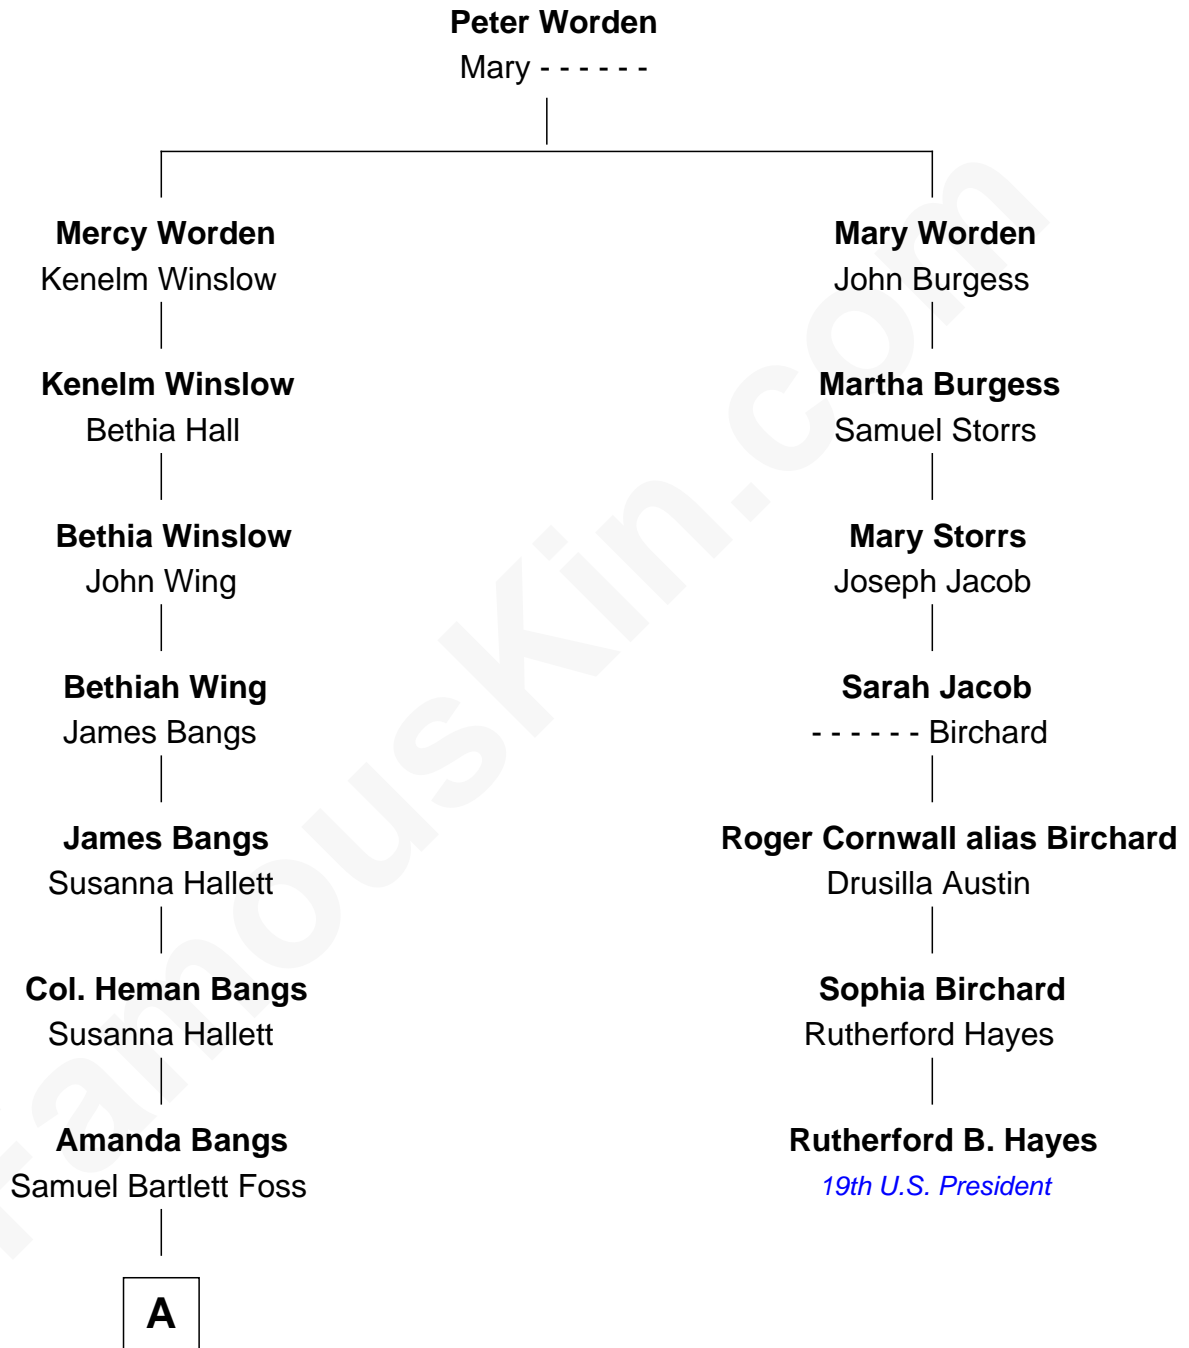 Peter Worden
Mary - - - - - -
Mercy Worden
Kenelm Winslow
Mary Worden
John Burgess
Kenelm Winslow
Bethia Hall
Martha Burgess
Samuel Storrs
Bethia Winslow
John Wing
Mary Storrs
Joseph Jacob
Bethiah Wing
James Bangs
Sarah Jacob
- - - - - - Birchard
James Bangs
Susanna Hallett
Roger Cornwall alias Birchard
Drusilla Austin
Col. Heman Bangs
Susanna Hallett
Sophia Birchard
Rutherford Hayes
Amanda Bangs
Samuel Bartlett Foss
Rutherford B. Hayes
19th U.S. President
A
FamousKin.com